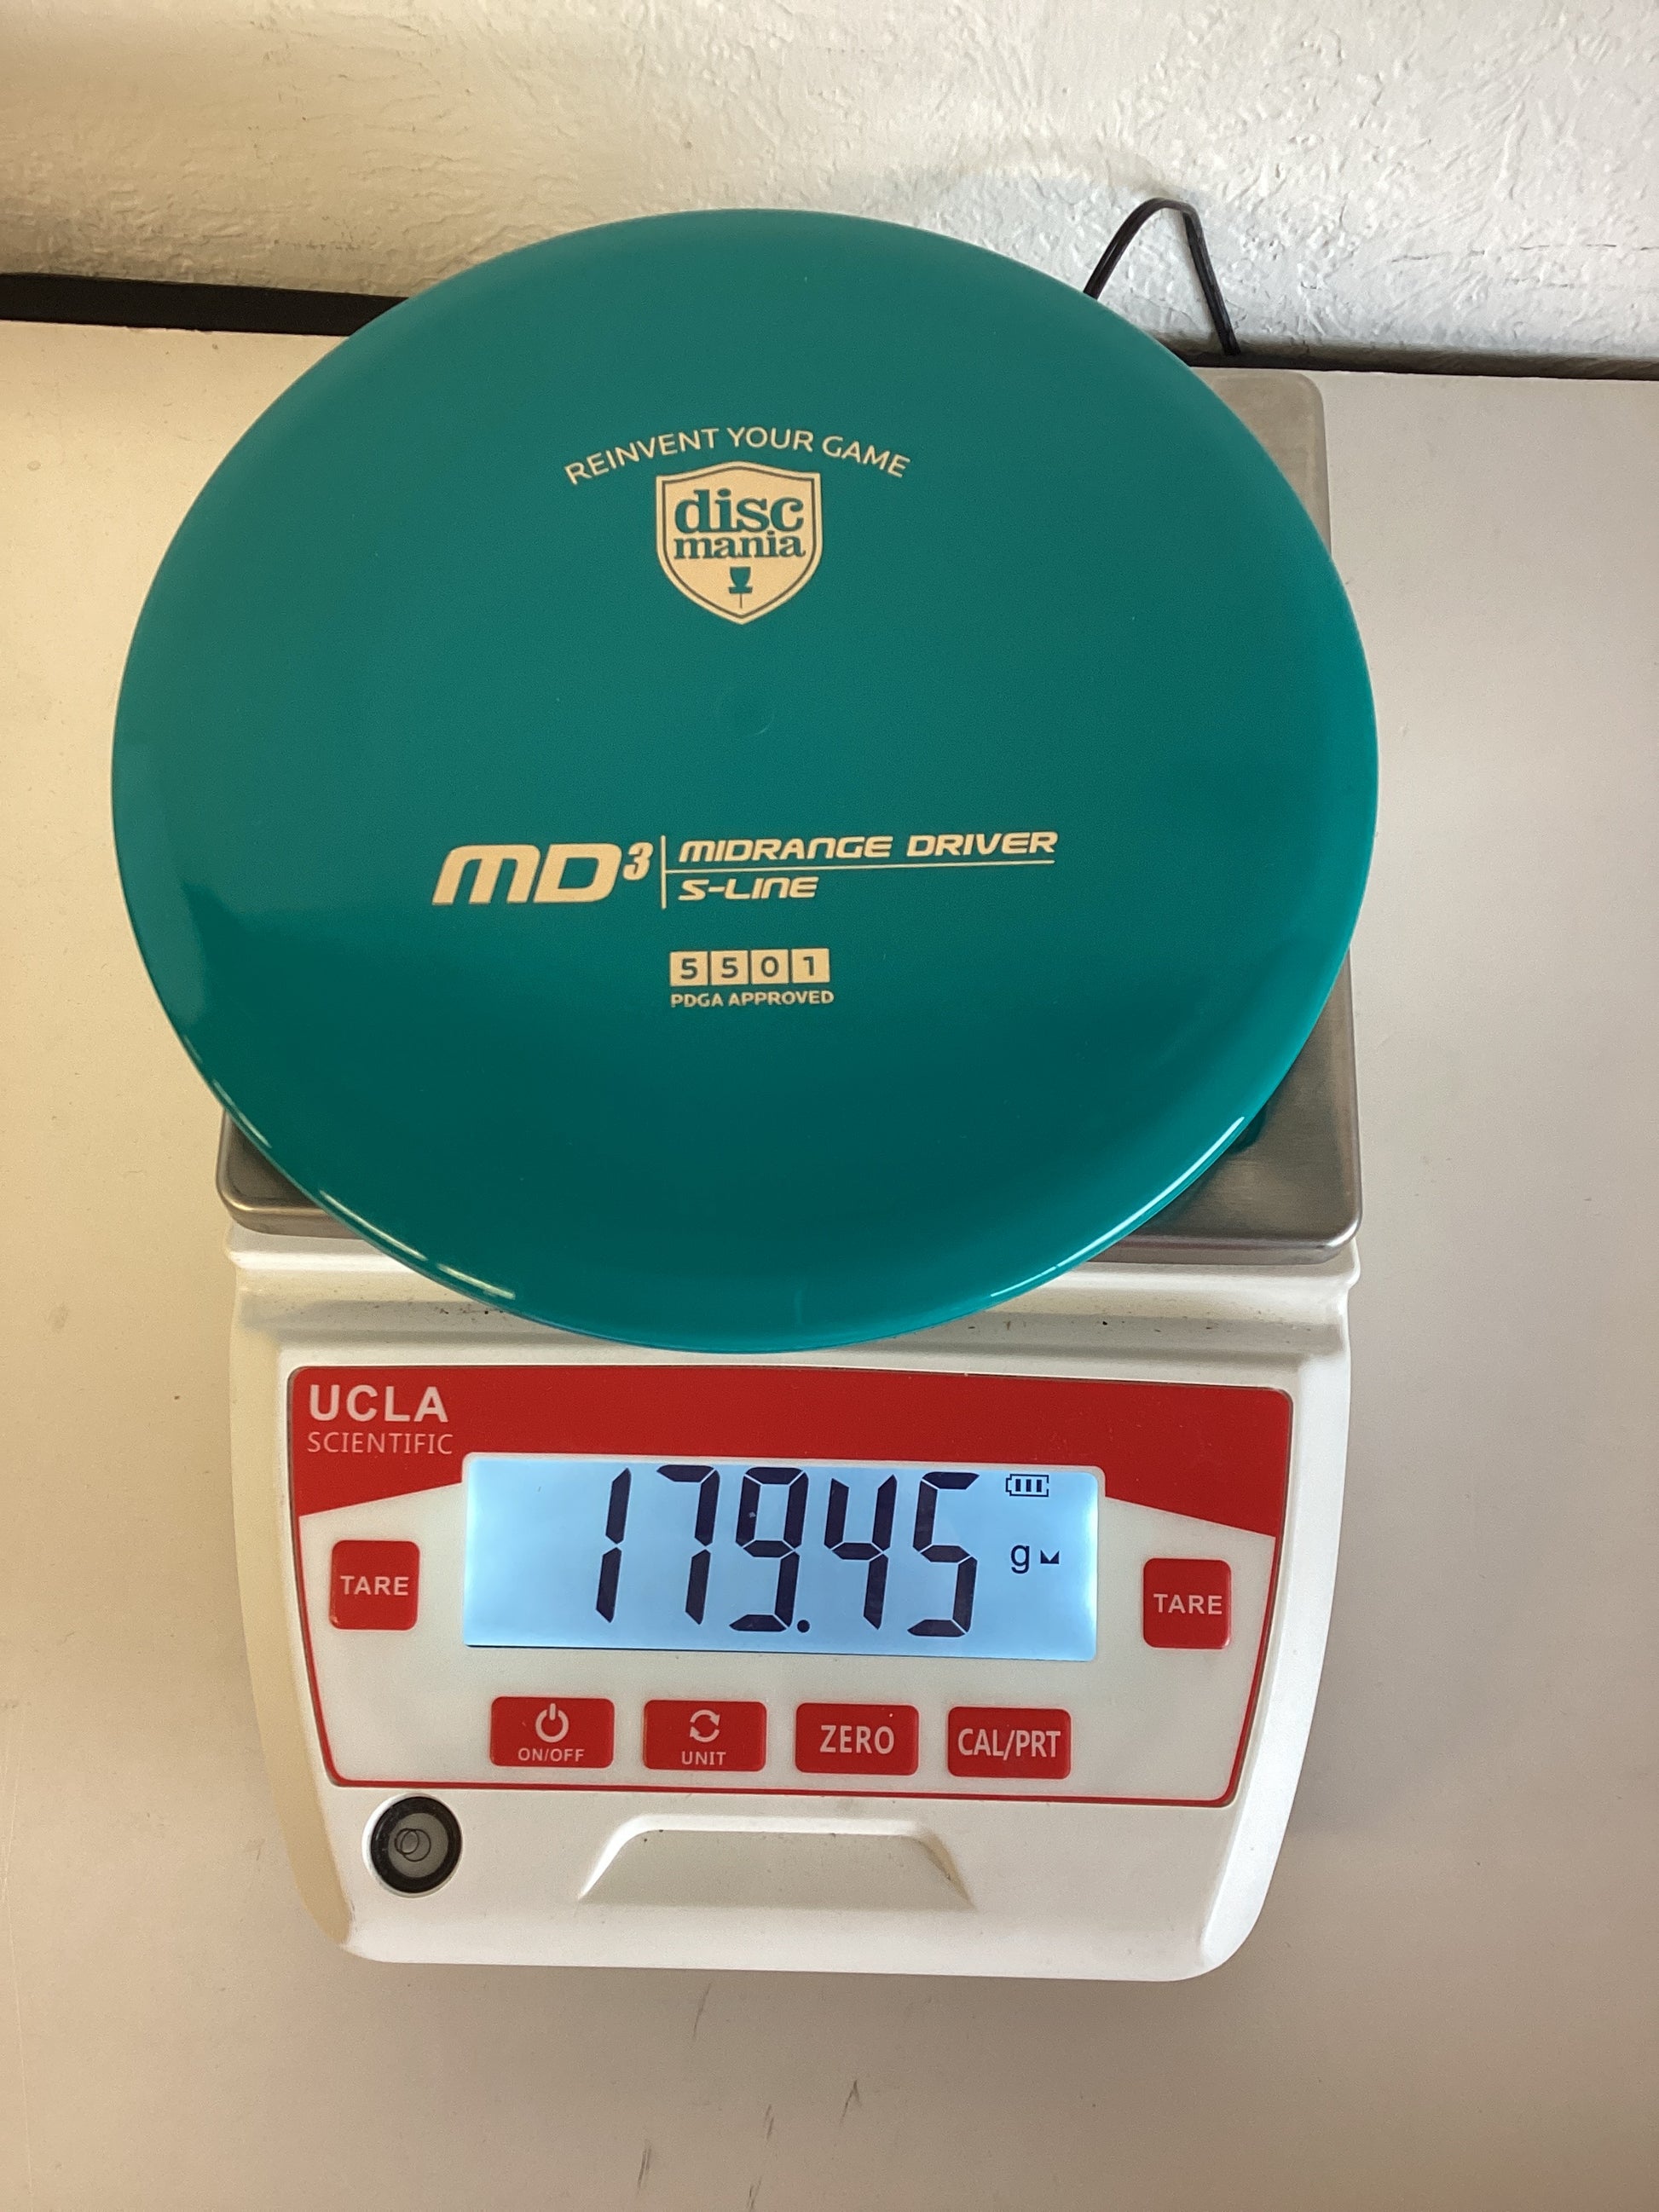 REINVENT YOUR GAME
disc
mania
MD3
MIDRANGE DRIVER
S-LINE
5501
PDGA APPROVED
UCLA
SCIENTIFIC
179.45 g
TARE
TARE
ON/OFF
UNIT
ZERO
CAL/PRT